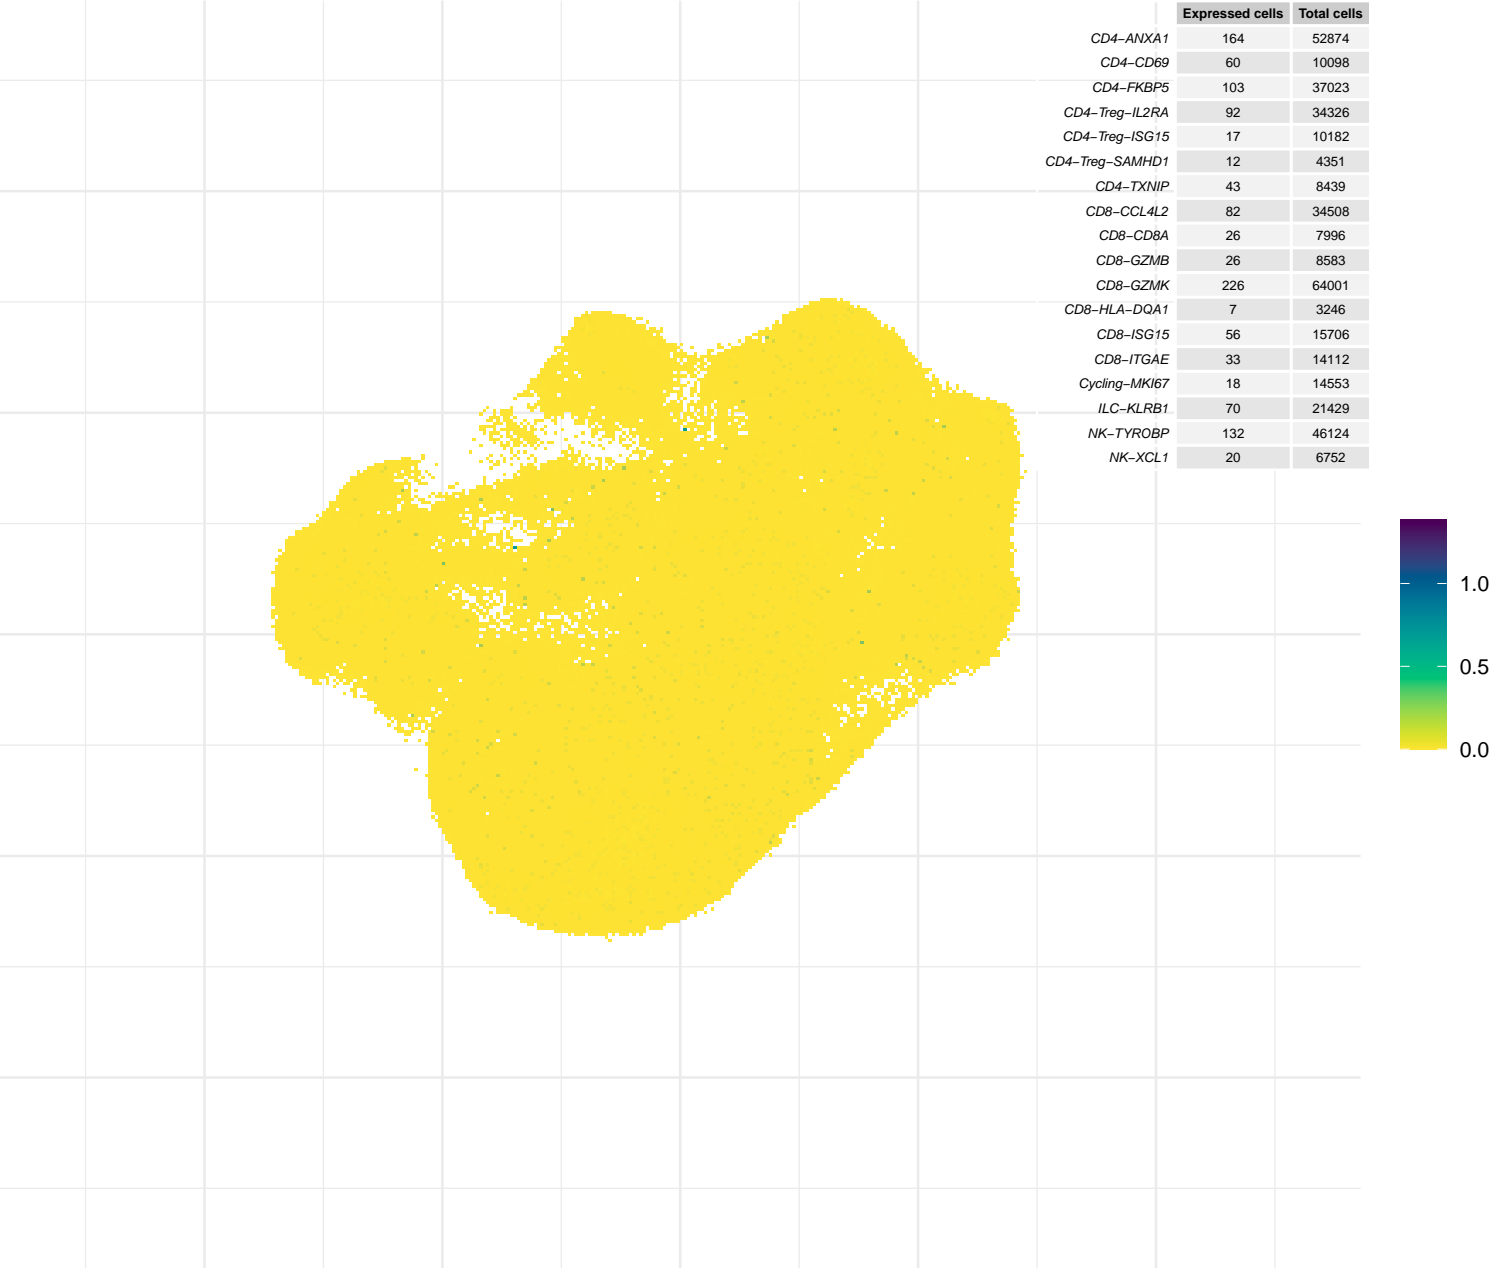 Expressed cells Total cells
CD4−ANXA1 164 52874
CD4−CD69 60 10098
CD4−FKBP5 103 37023
CD4−Treg−IL2RA 92 34326
CD4−Treg−ISG15 17 10182
CD4−Treg−SAMHD1 12 4351
CD4−TXNIP 43 8439
CD8−CCL4L2 82 34508
CD8−CD8A 26 7996
CD8−GZMB 26 8583
CD8−GZMK 226 64001
CD8−HLA−DQA1 7 3246
CD8−ISG15 56 15706
CD8−ITGAE 33 14112
Cycling−MKI67 18 14553
ILC−KLRB1 70 21429
NK−TYROBP 132 46124
NK−XCL1 20 6752
1.0
0.5
0.0